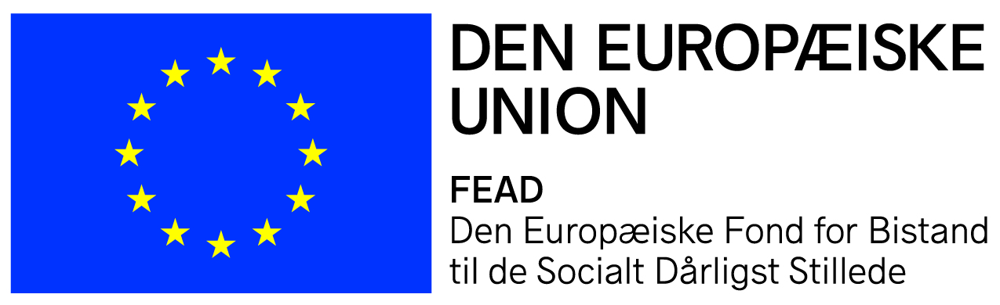 DEN EUROPÆISKE
UNION
FEAD
Den Europæiske Fond for Bistand
til de Socialt Dårligst Stillede